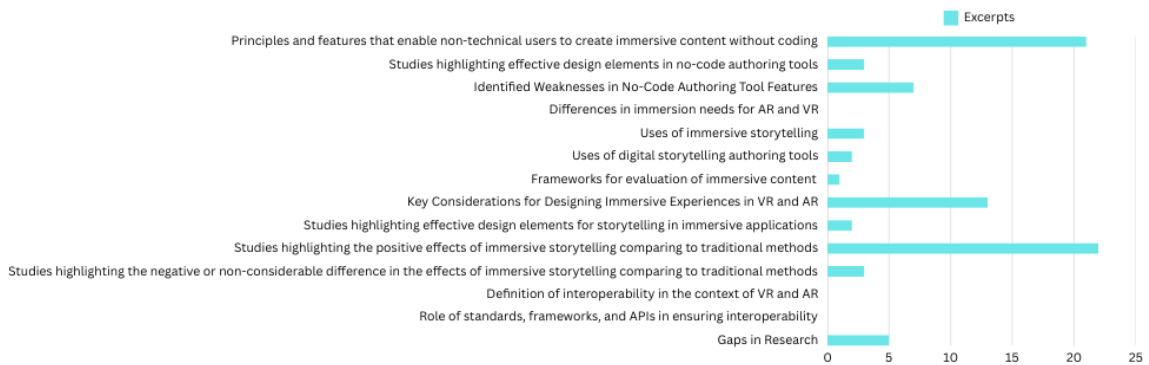 Excerpts
Principles and features that enable non-technical users to create immersive content without coding
Studies highlighting effective design elements in no-code authoring tools
Identified Weaknesses in No-Code Authoring Tool Features
Differences in immersion needs for AR and VR
Uses of immersive storytelling
Uses of digital storytelling authoring tools
Frameworks for evaluation of immersive content
Key Considerations for Designing Immersive Experiences in VR and AR
Studies highlighting effective design elements for storytelling in immersive applications
Studies highlighting the positive effects of immersive storytelling comparing to traditional methods
Studies highlighting the negative or non-considerable difference in the effects of immersive storytelling comparing to traditional methods
Definition of interoperability in the context of VR and AR
Role of standards, frameworks, and APIs in ensuring interoperability
Gaps in Research
0 5 10 15 20 25